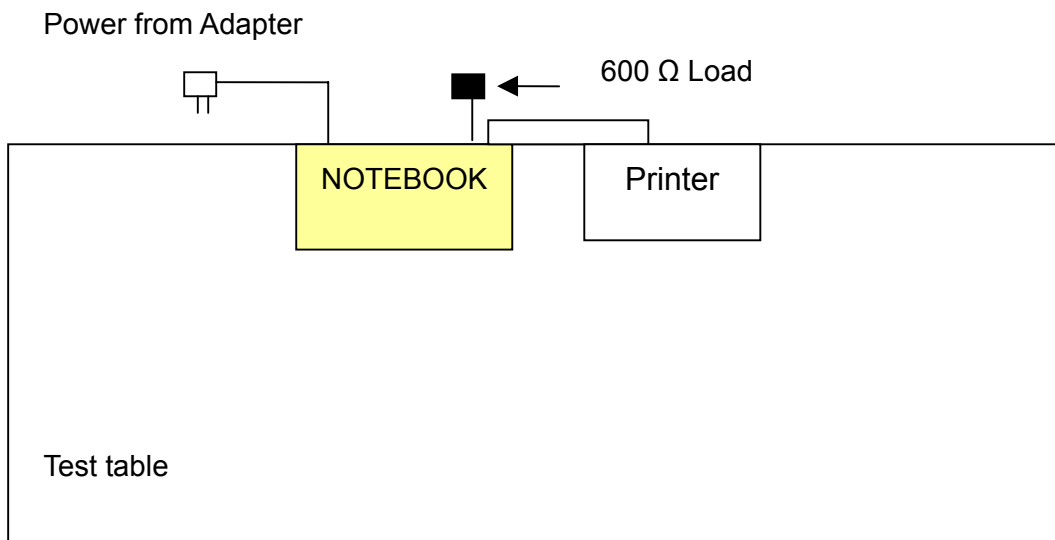 Power from Adapter
600 Ω Load
NOTEBOOK
Printer
Test table